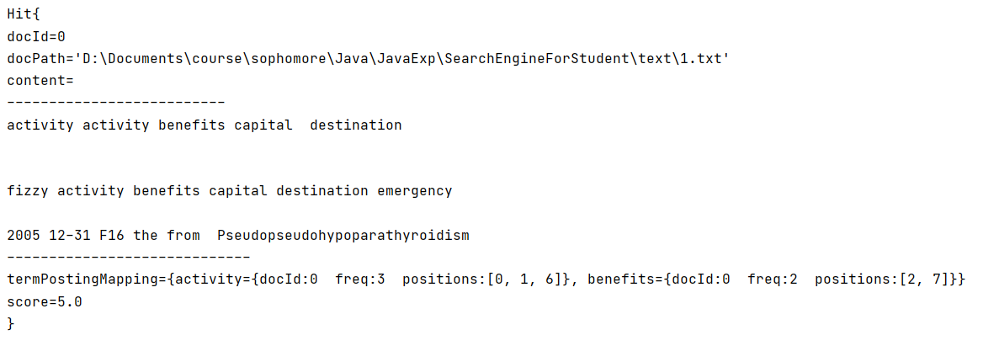 Hit{
docId=0
docPath='D:\Documents\course\sophomore\Java\JavaExp\SearchEngineForStudent\text\1.txt'
content=
--------------------------
activity activity benefits capital  destination
fizzy activity benefits capital destination emergency
2005 12-31 F16 the from  Pseudopseudohypoparathyroidism
-----------------------------
termPostingMapping={activity={docId:0  freq:3  positions:[0, 1, 6]}, benefits={docId:0  freq:2  positions:[2, 7]}}
score=5.0
}